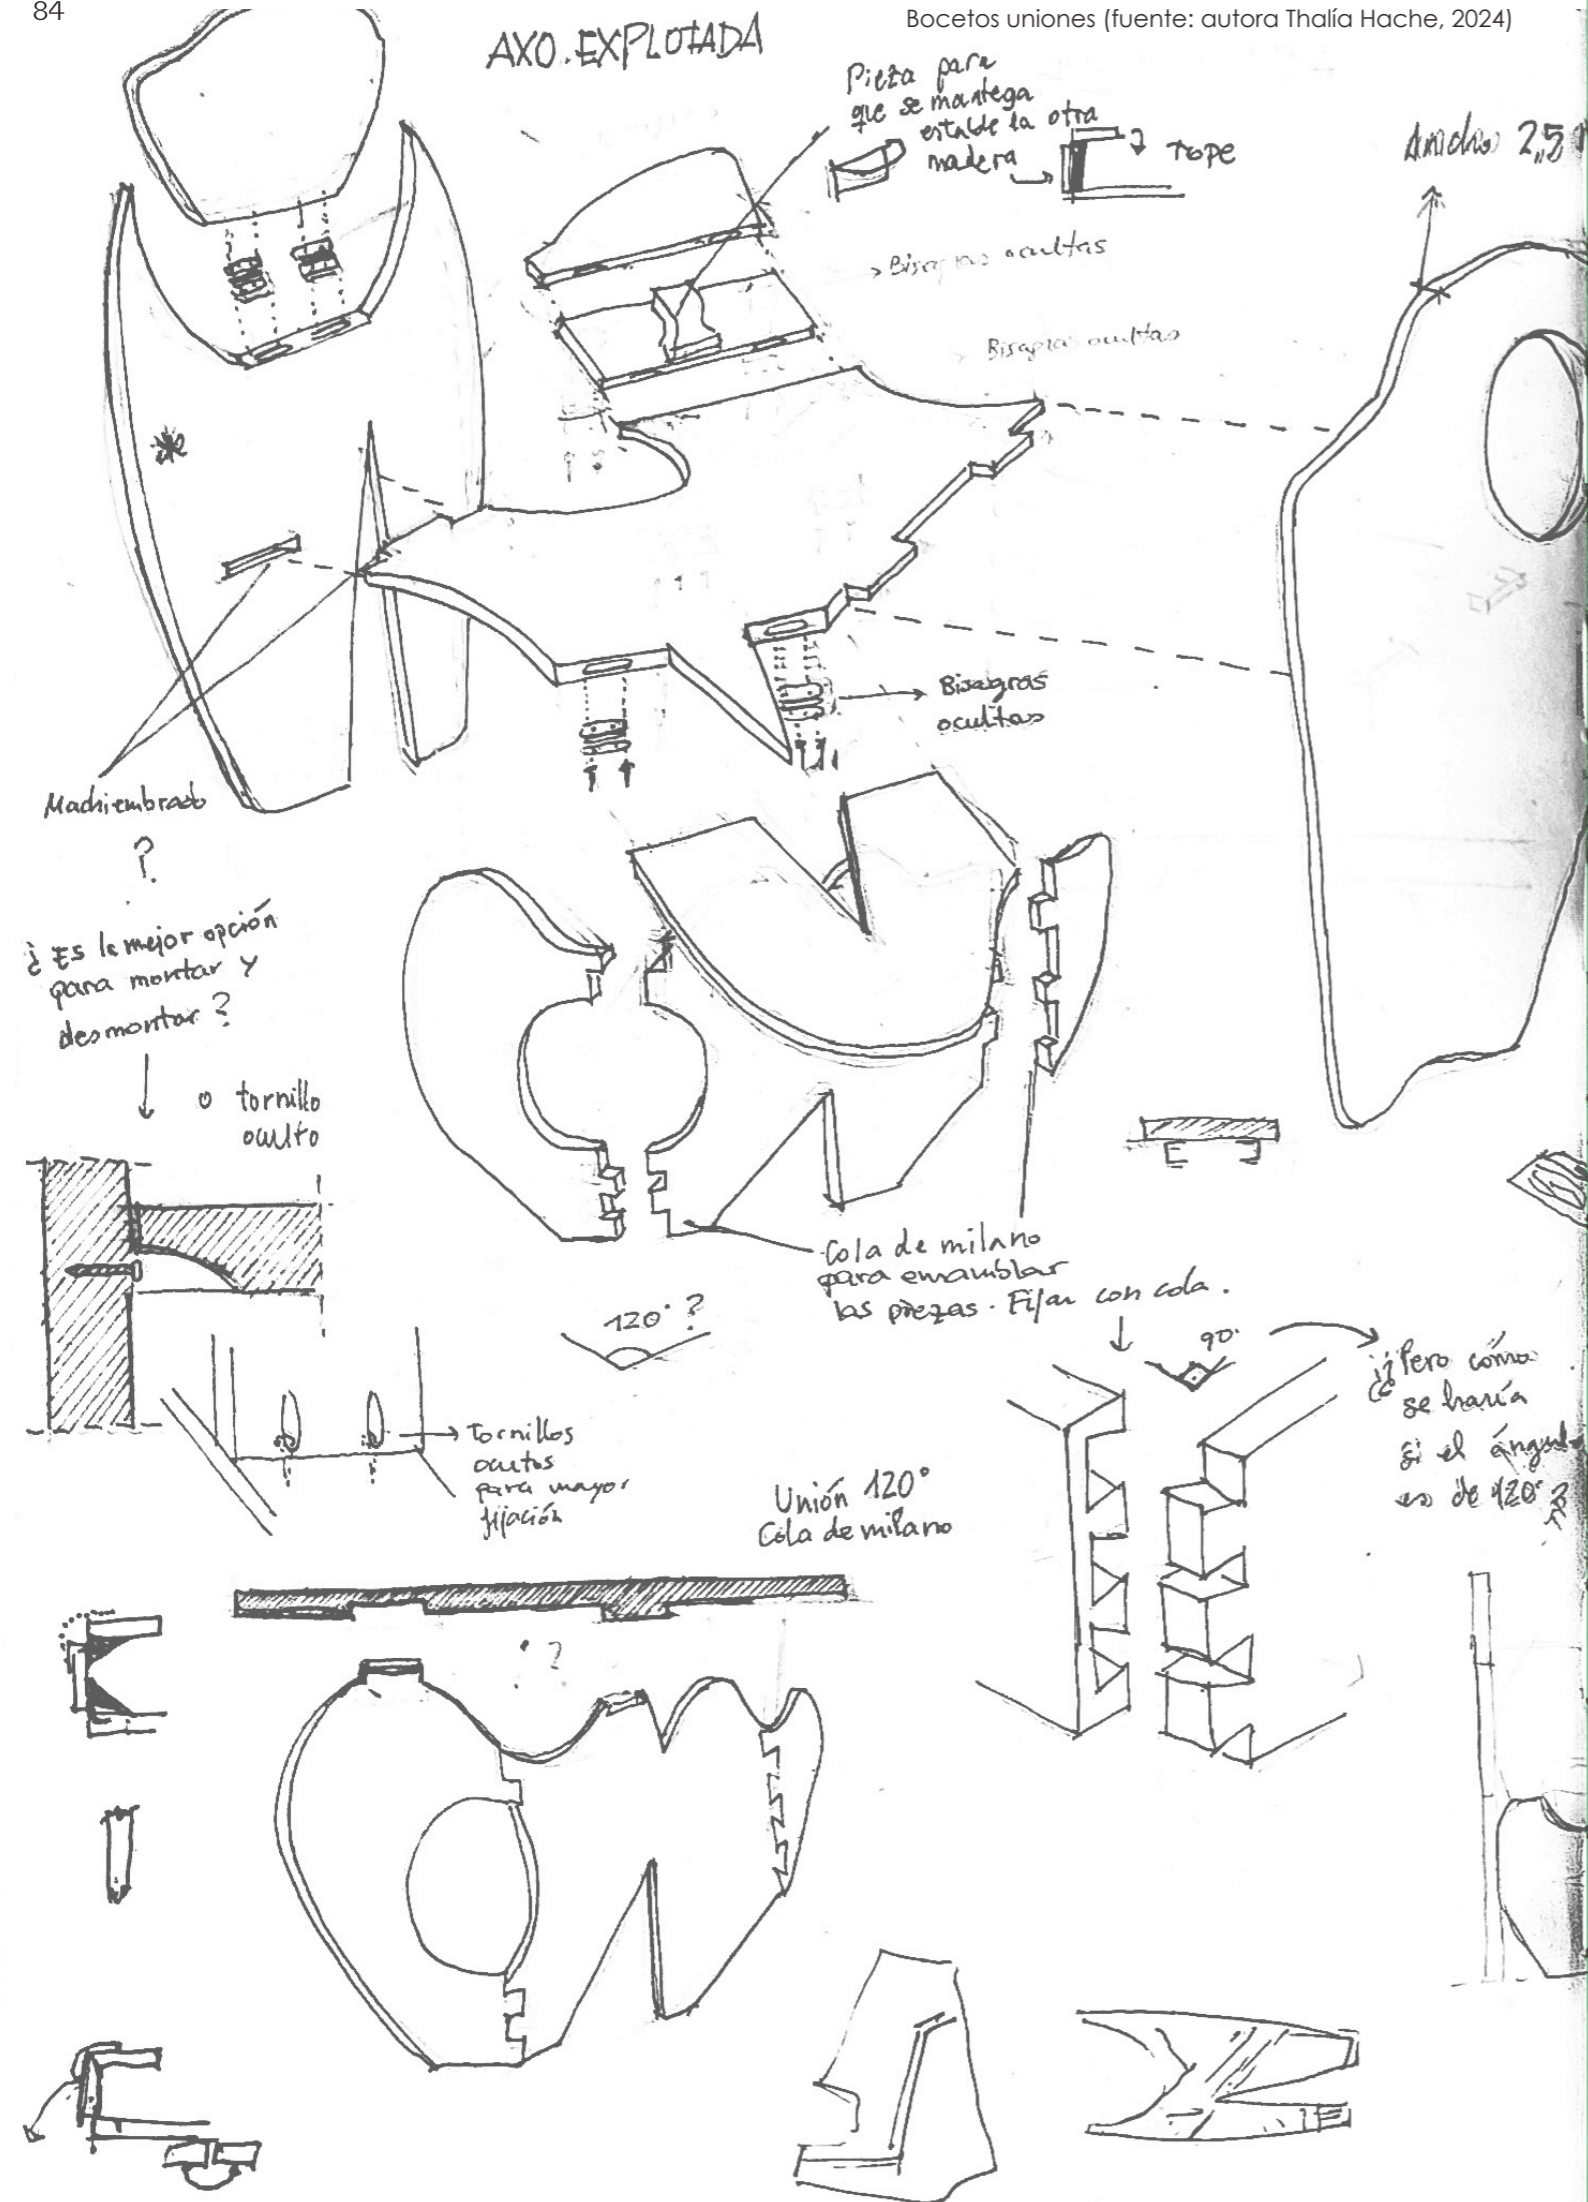 84
Bocetos uniones (fuente: autora Thalía Hache, 2024)
AXO. EXPLOTADA
Pieza para
que se mantega
estable la otra
madera
TOPE
Ancho 2,5
> Bisagras ocultas
Bisagras ocultas
Bisagras
ocultas
Machiembrado
?
¿Es la mejor opción
para montar y
desmontar?
o tornillo
oculto
Cola de milano
para emamblar
las piezas. Fijar con cola.
120° ?
90°
¿¿Pero cómo
se haría
si el ángulo
es de 120°??
Tornillos
ocultos
para mayor
fijación
Unión 120°
Cola de milano
?